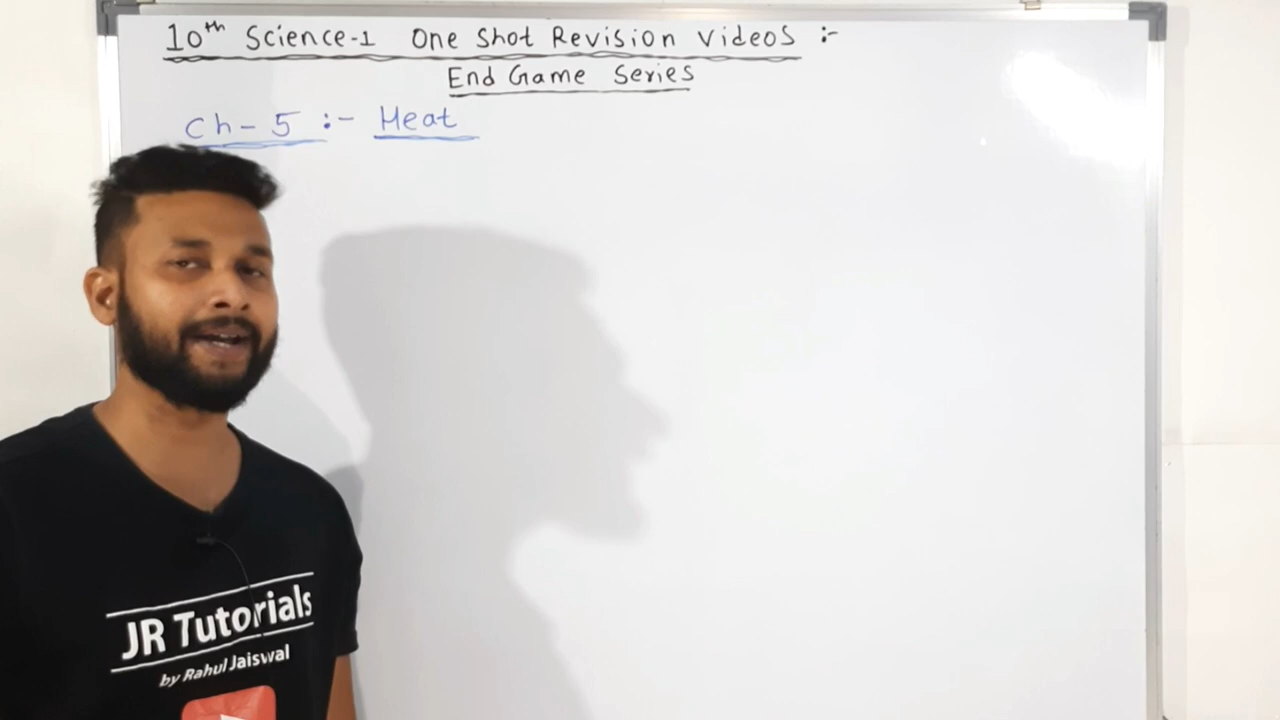 10th Science-1 One Shot Revision Videos :-
End Game Series
Ch-5 :- Heat
JR Tutorials
by Rahul Jaiswal